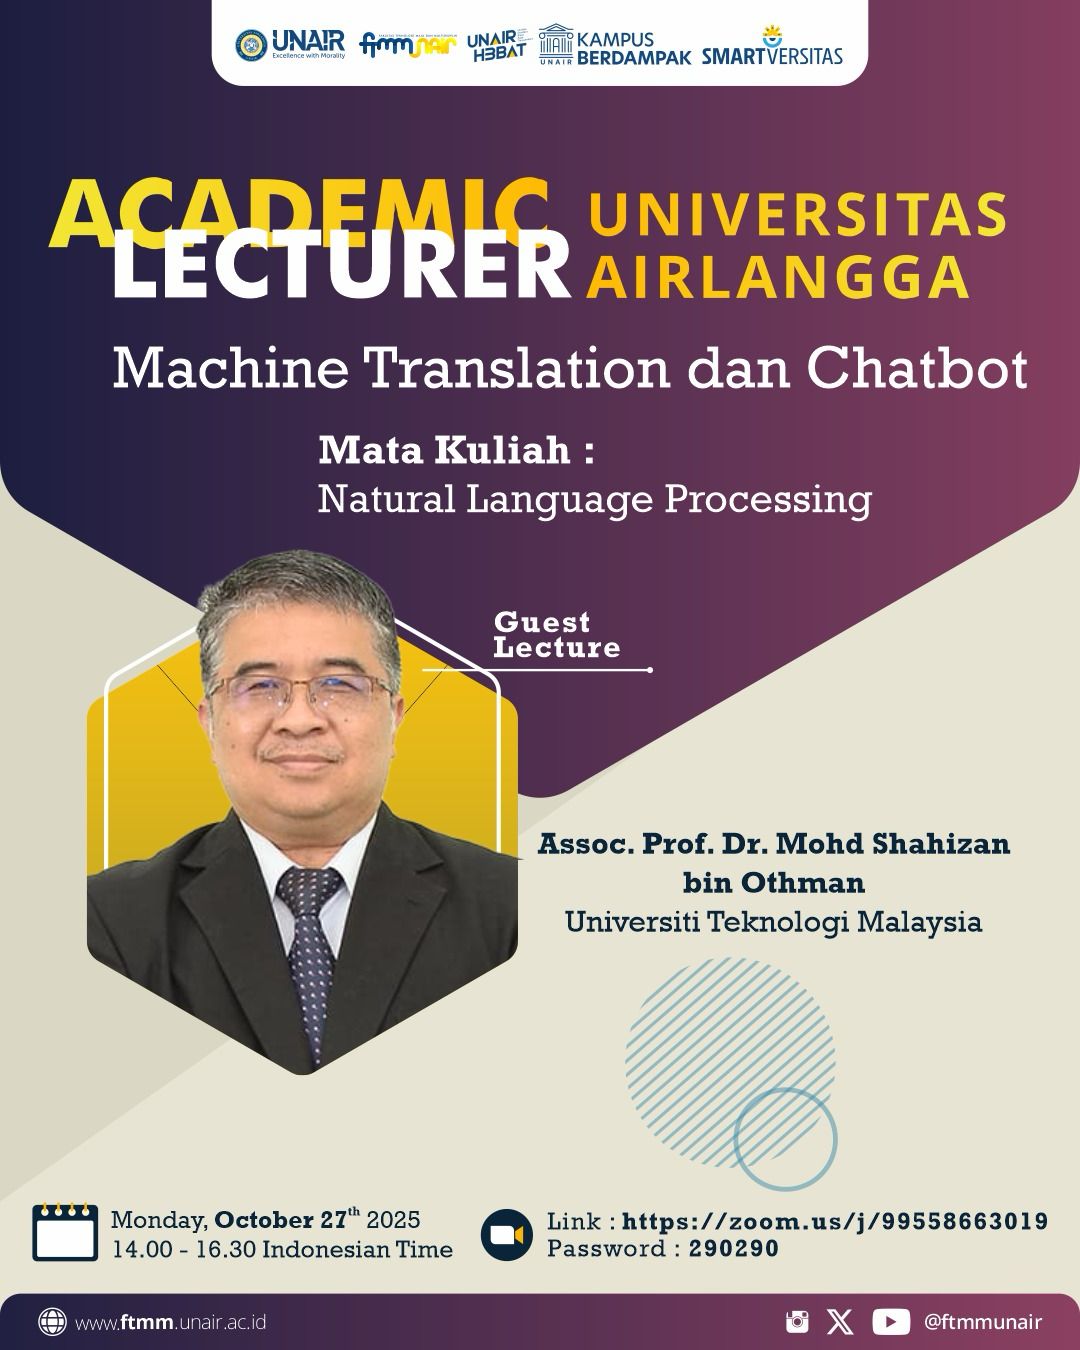 UNAIR
Excellence with Morality
ftmmUNAIR
UNAIR
H3BAT
UNAIR
KAMPUS
BERDAMPAK
SMARTVERSITAS
ACADEMIC
LECTURER
UNIVERSITAS
AIRLANGGA
Machine Translation dan Chatbot
Mata Kuliah :
Natural Language Processing
Guest
Lecture
Assoc. Prof. Dr. Mohd Shahizan
bin Othman
Universiti Teknologi Malaysia
Monday, October 27th 2025
14.00 - 16.30 Indonesian Time
Link : https://zoom.us/j/99558663019
Password : 290290
www.ftmm.unair.ac.id
@ftmmunair